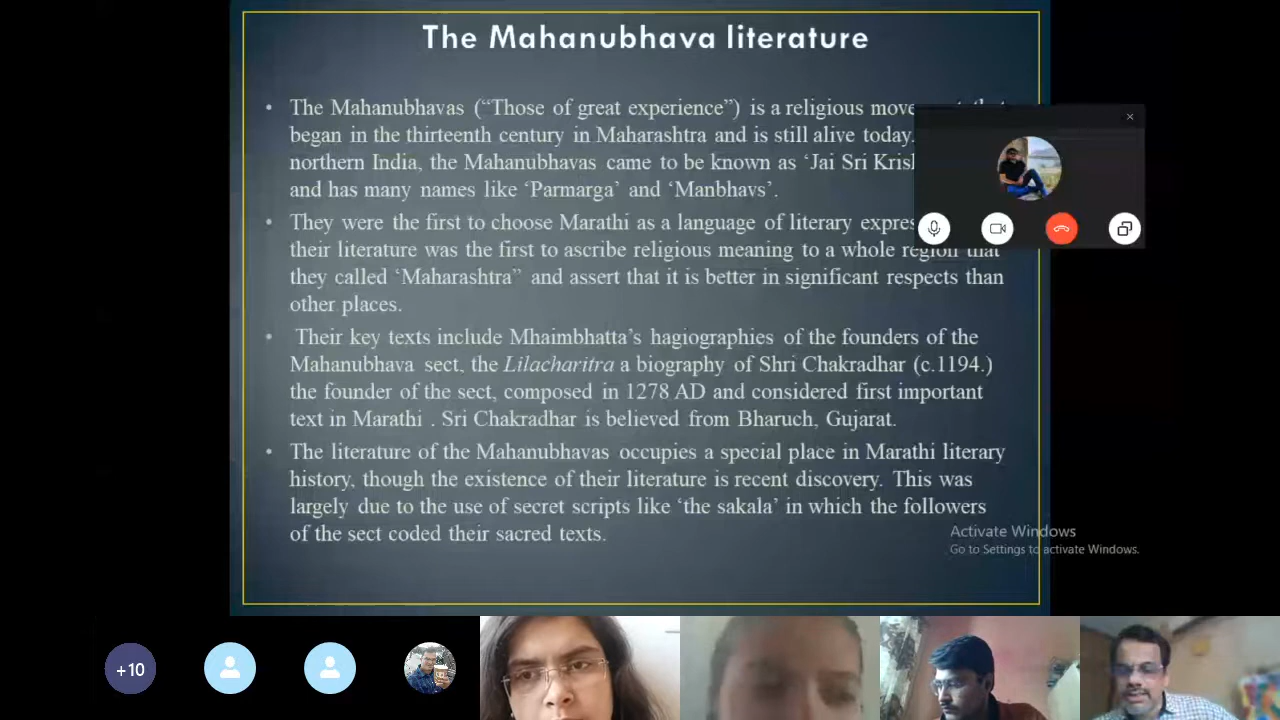 The Mahanubhava literature
• The Mahanubhavas (“Those of great experience”) is a religious
began in the thirteenth century in Maharashtra and is still alive today.
northern India, the Mahanubhavas came to be known as ‘Jai Sri
and has many names like ‘Parmarga’ and ‘Manbhavs’.
• They were the first to choose Marathi as a language of literary
their literature was the first to ascribe religious meaning to a whole region that
they called ‘Maharashtra” and assert that it is better in significant respects than
other places.
• Their key texts include Mhaimbhatta’s hagiographies of the founders of the
Mahanubhava sect, the Lilacharitra a biography of Shri Chakradhar (c.1194.)
the founder of the sect, composed in 1278 AD and considered first important
text in Marathi . Sri Chakradhar is believed from Bharuch, Gujarat.
• The literature of the Mahanubhavas occupies a special place in Marathi literary
history, though the existence of their literature is recent discovery. This was
largely due to the use of secret scripts like ‘the sakala’ in which the followers
of the sect coded their sacred texts.
Activate Windows
Go to Settings to activate Windows.
+10